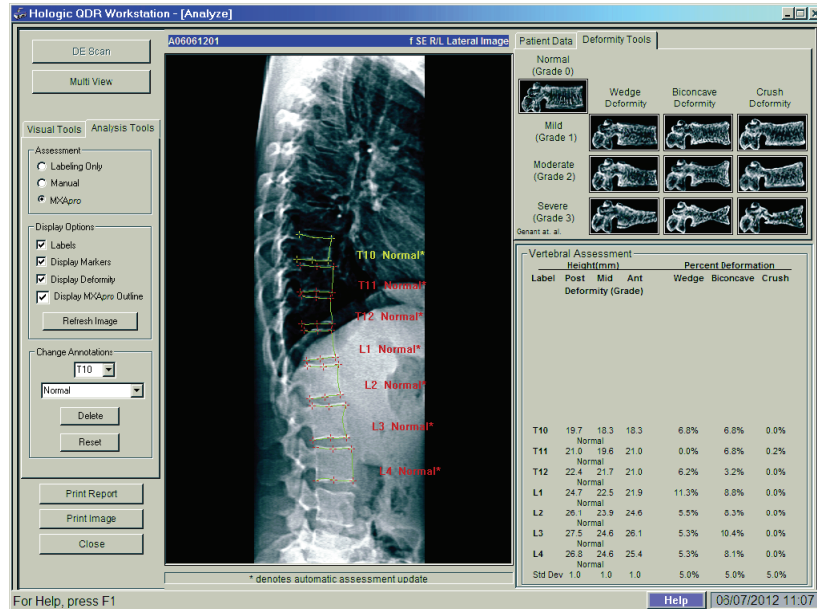 Hologic QDR Workstation - [Analyze]
DE Scan
Multi View
Visual Tools Analysis Tools
Assessment
Labeling Only
Manual
MXApro
Display Options
Labels
Display Markers
Display Deformity
Display MXApro Outline
Refresh Image
Change Annotations
T10
Normal
Delete
Reset
Print Report
Print Image
Close
A06061201 f SE R/L Lateral Image
T10 Normal*
T11 Normal*
T12 Normal*
L1 Normal*
L2 Normal*
L3 Normal*
L4 Normal*
* denotes automatic assessment update
Patient Data Deformity Tools
Normal
(Grade 0)
Wedge Deformity Biconcave Deformity Crush Deformity
Mild
(Grade 1)
Moderate
(Grade 2)
Severe
(Grade 3)
Genant at. al.
Vertebral Assessment
Height(mm) Percent Deformation
Label Post Mid Ant Wedge Biconcave Crush
Deformity (Grade)
T10 19.7 18.3 18.3 6.8% 6.8% 0.0%
Normal
T11 21.0 19.6 21.0 0.0% 6.8% 0.2%
Normal
T12 22.4 21.7 21.0 6.2% 3.2% 0.0%
Normal
L1 24.7 22.5 21.9 11.3% 8.8% 0.0%
Normal
L2 26.1 23.9 24.6 5.5% 8.3% 0.0%
Normal
L3 27.5 24.6 26.1 5.3% 10.4% 0.0%
Normal
L4 26.8 24.6 25.4 5.3% 8.1% 0.0%
Normal
Std Dev 1.0 1.0 1.0 5.0% 5.0% 5.0%
For Help, press F1
Help 06/07/2012 11:07